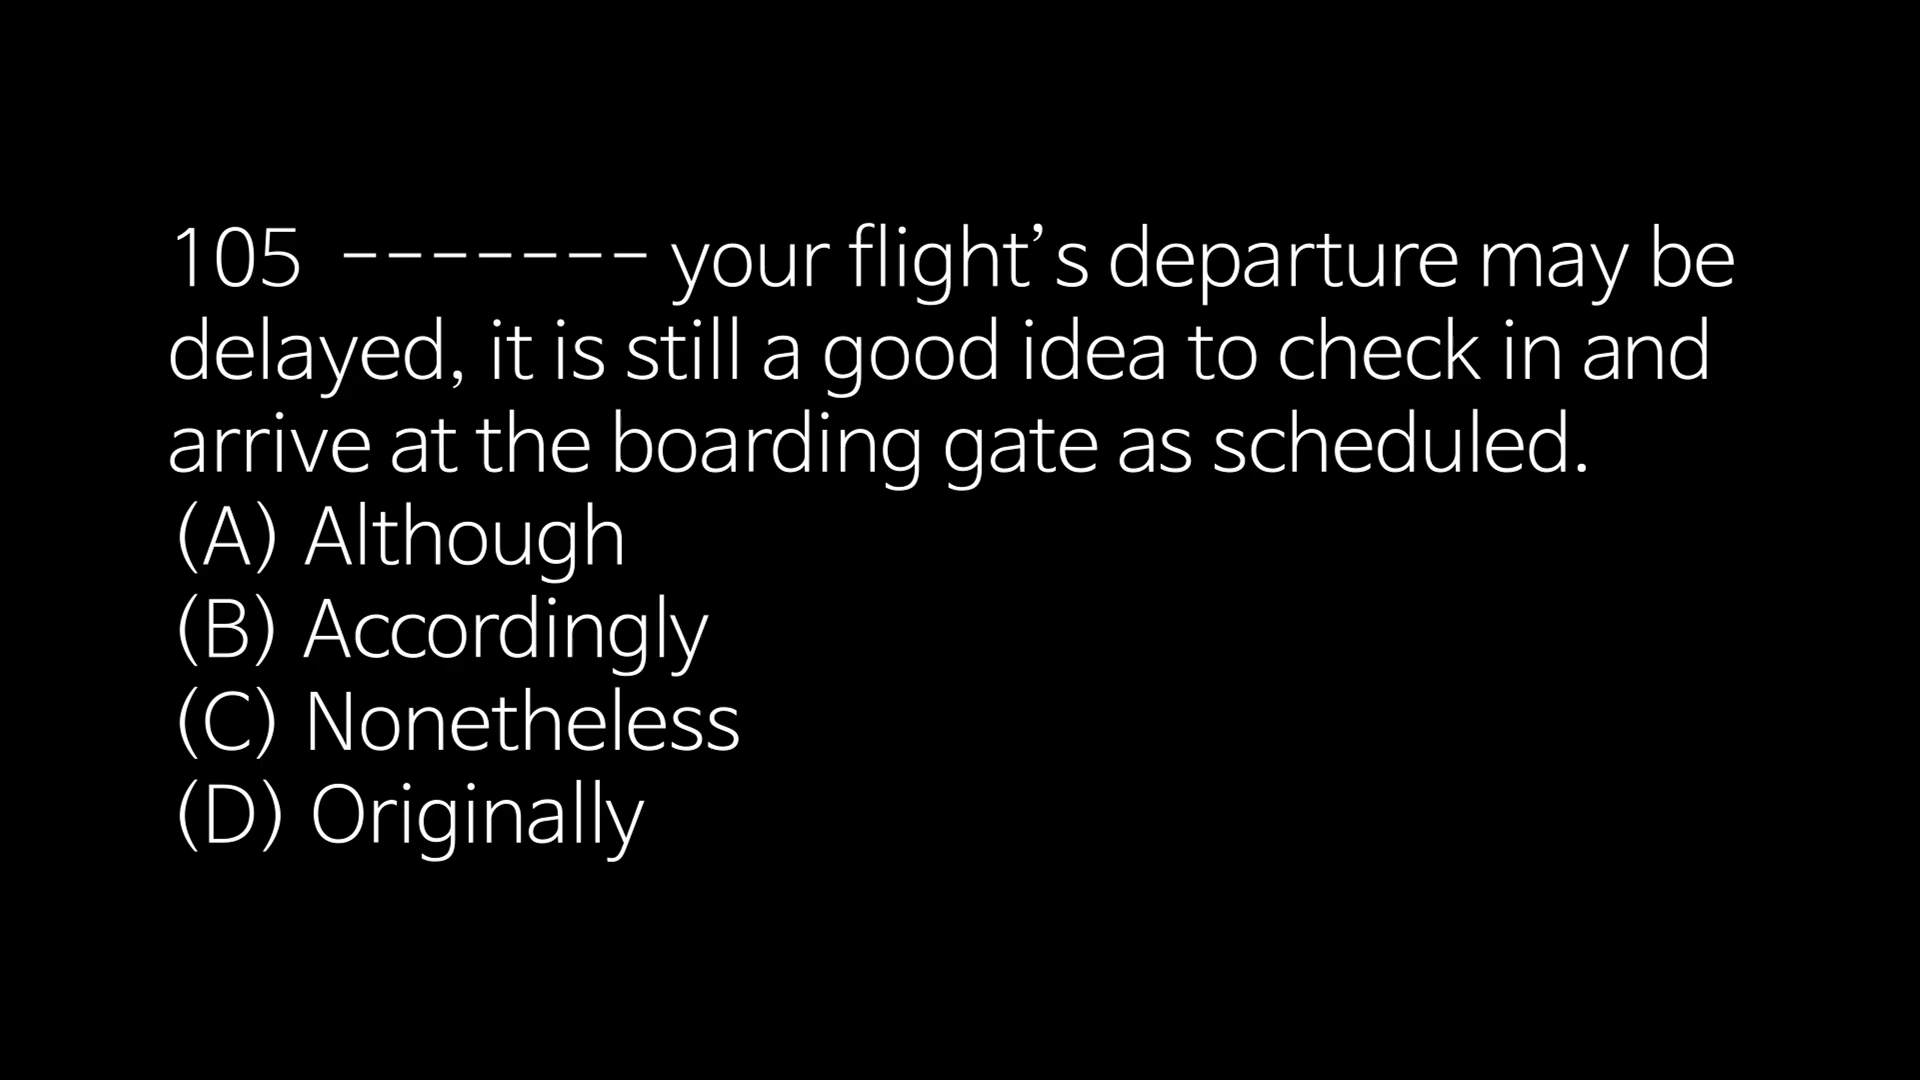 105 ------- your flight’s departure may be
delayed, it is still a good idea to check in and
arrive at the boarding gate as scheduled.
(A) Although
(B) Accordingly
(C) Nonetheless
(D) Originally